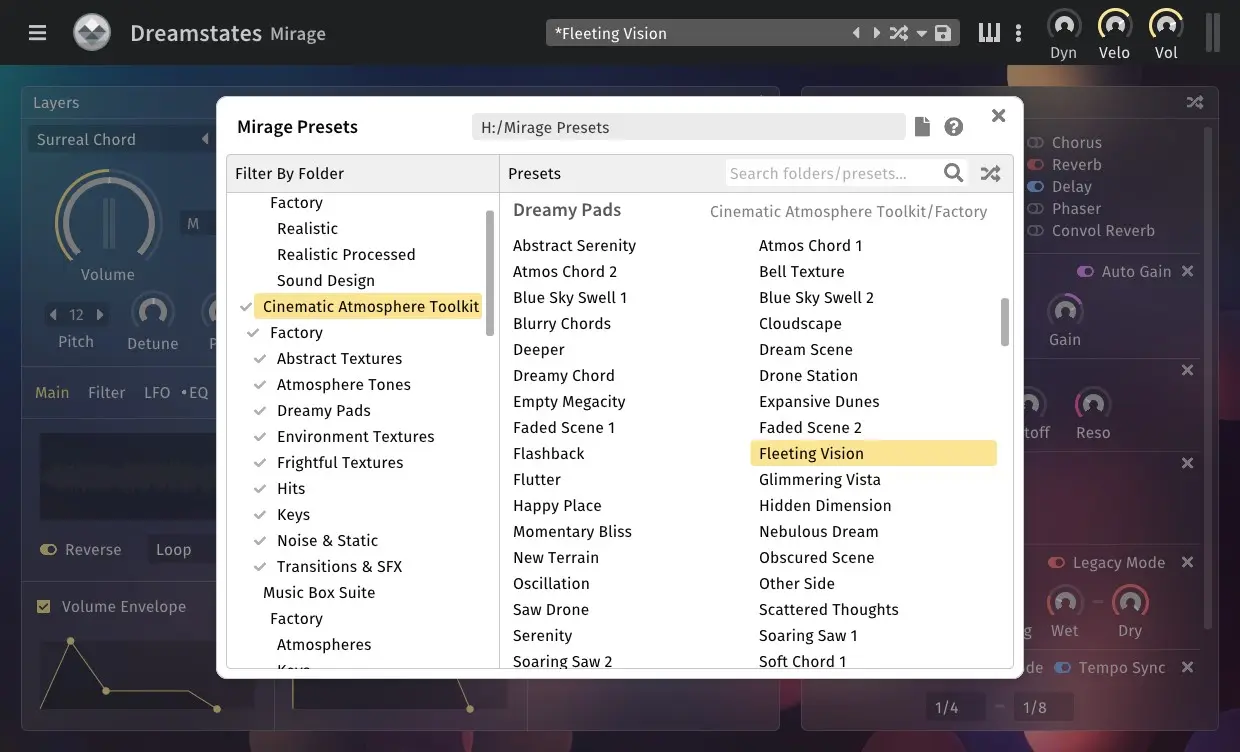 Dreamstates Mirage
*Fleeting Vision
Dyn
Velo
Vol
Layers
Surreal Chord
M
Volume
12
Pitch
Detune
Main
Filter
LFO
EQ
Reverse
Loop
Volume Envelope
Mirage Presets
H:/Mirage Presets
Filter By Folder
Factory
Realistic
Realistic Processed
Sound Design
Cinematic Atmosphere Toolkit
Factory
Abstract Textures
Atmosphere Tones
Dreamy Pads
Environment Textures
Frightful Textures
Hits
Keys
Noise & Static
Transitions & SFX
Music Box Suite
Factory
Atmospheres
Keys
Presets
Search folders/presets...
Dreamy Pads
Cinematic Atmosphere Toolkit/Factory
Abstract Serenity
Atmos Chord 1
Atmos Chord 2
Bell Texture
Blue Sky Swell 1
Blue Sky Swell 2
Blurry Chords
Cloudscape
Deeper
Dream Scene
Dreamy Chord
Drone Station
Empty Megacity
Expansive Dunes
Faded Scene 1
Faded Scene 2
Flashback
Fleeting Vision
Flutter
Glimmering Vista
Happy Place
Hidden Dimension
Momentary Bliss
Nebulous Dream
New Terrain
Obscured Scene
Oscillation
Other Side
Saw Drone
Scattered Thoughts
Serenity
Soaring Saw 1
Soaring Saw 2
Soft Chord 1
Chorus
Reverb
Delay
Phaser
Convol Reverb
Auto Gain
Gain
toff
Reso
Legacy Mode
g
Wet
Dry
de
Tempo Sync
1/4
1/8